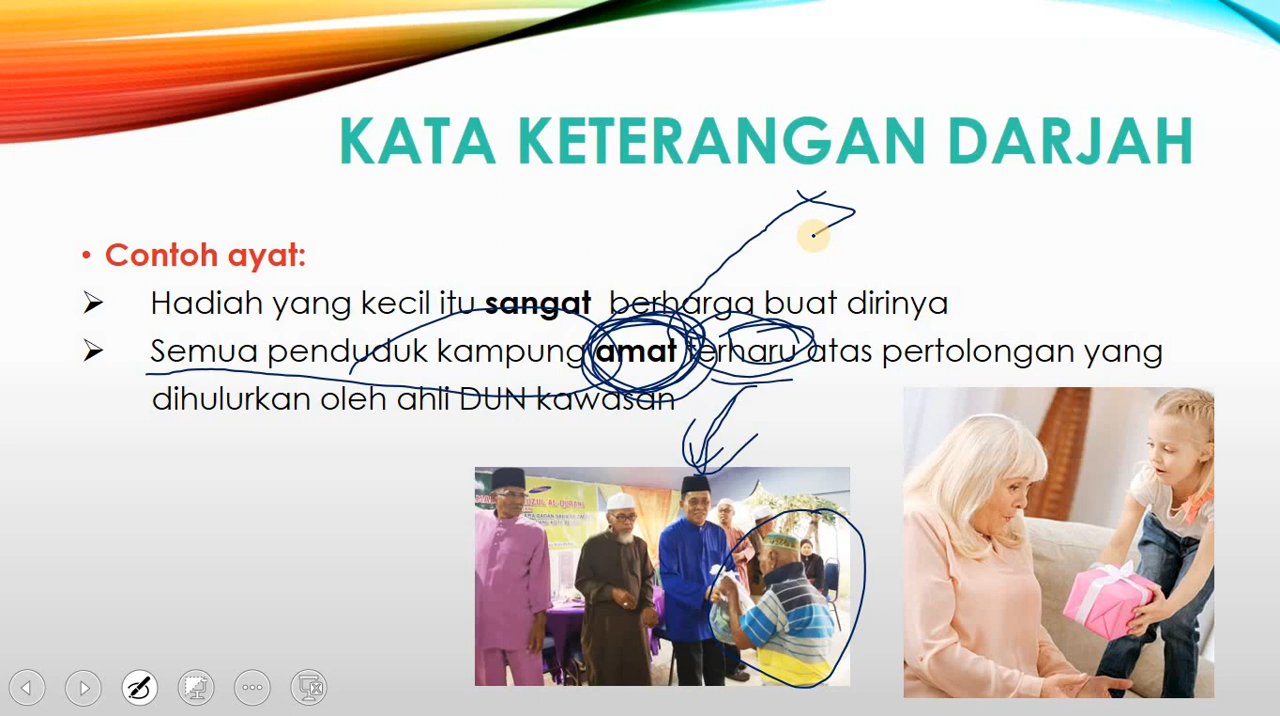 KATA KETERANGAN DARJAH
• Contoh ayat:
➢ Hadiah yang kecil itu sangat berharga buat dirinya
➢ Semua penduduk kampung amat terharu atas pertolongan yang
dihulurkan oleh ahli DUN kawasan